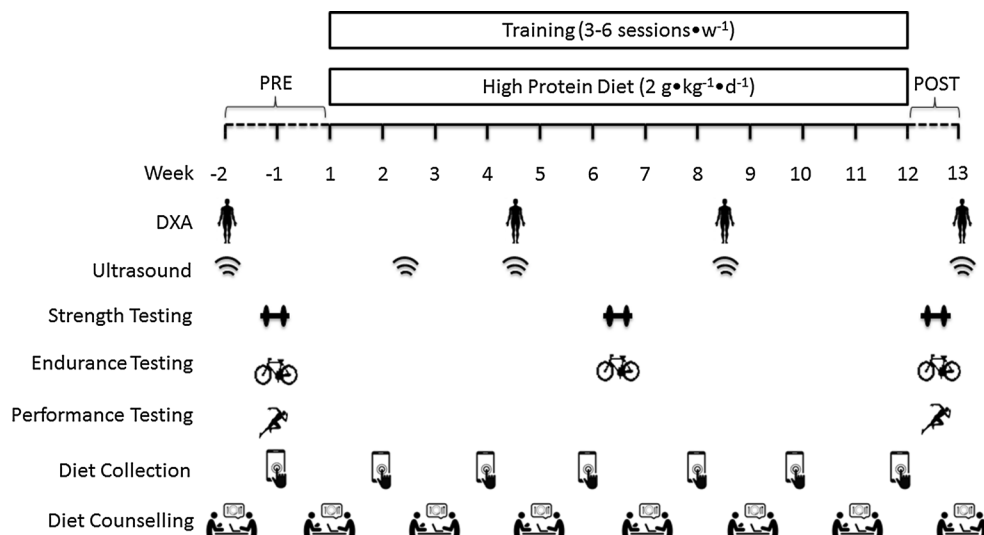 Training (3-6 sessions•w-1)
PRE
High Protein Diet (2 g•kg-1•d-1)
POST
Week -2 -1 1 2 3 4 5 6 7 8 9 10 11 12 13
DXA
Ultrasound
Strength Testing
Endurance Testing
Performance Testing
Diet Collection
Diet Counselling